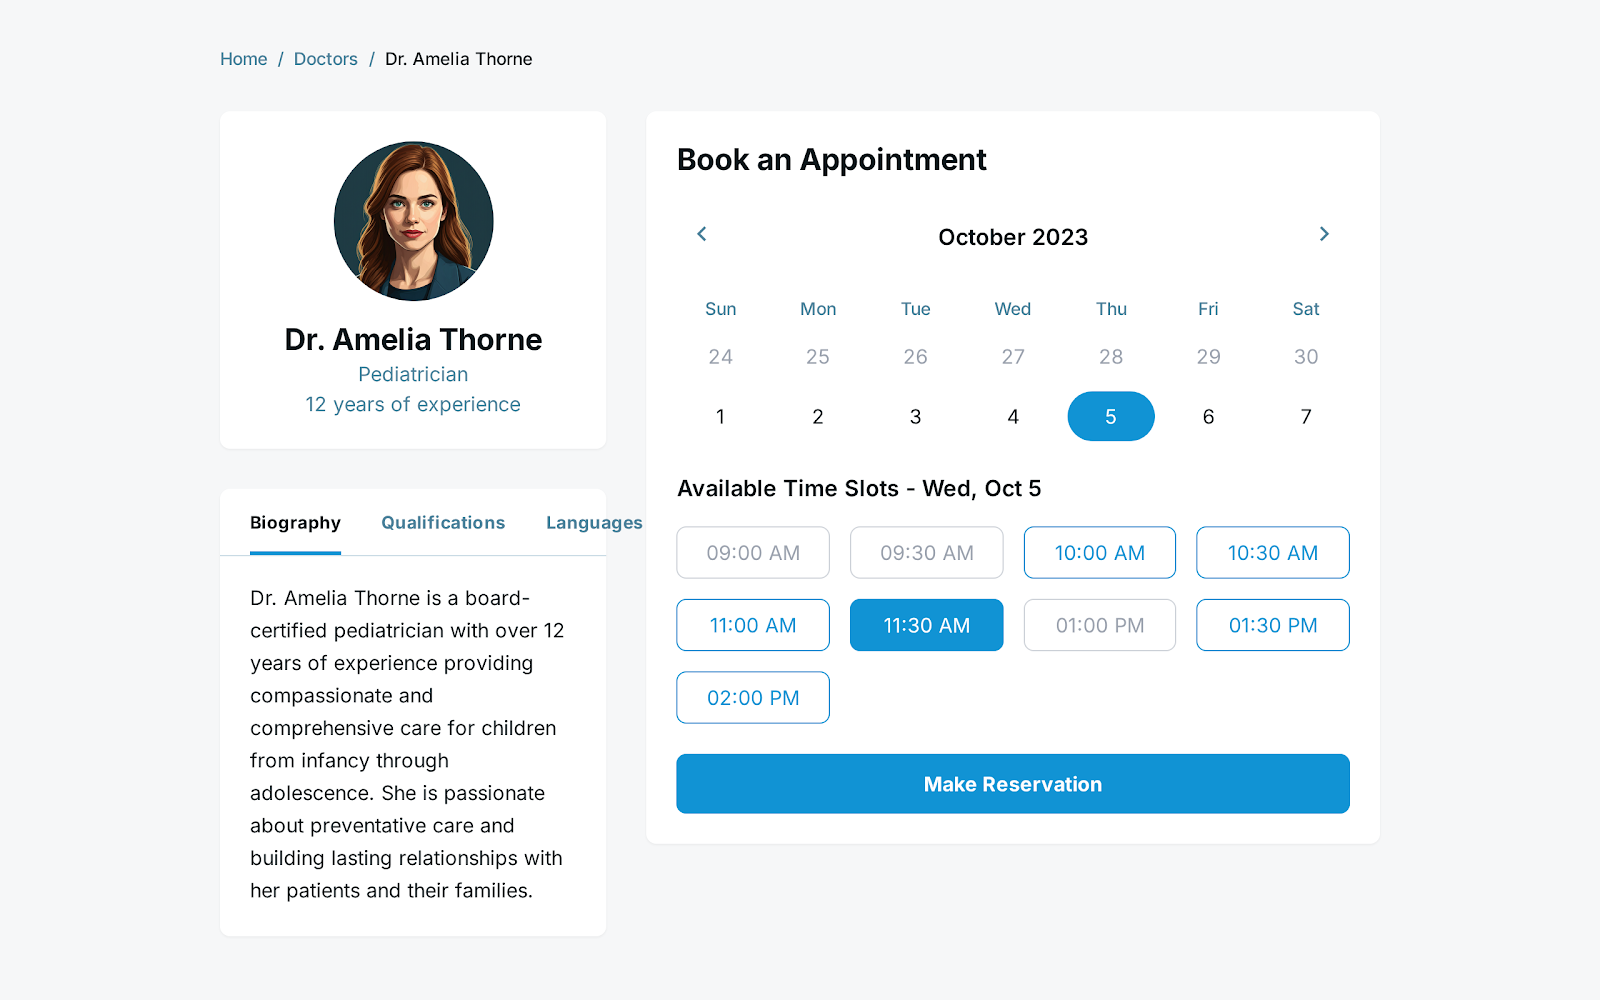 Home / Doctors / Dr. Amelia Thorne
Dr. Amelia Thorne
Pediatrician
12 years of experience
Biography Qualifications Languages
Dr. Amelia Thorne is a board-
certified pediatrician with over 12
years of experience providing
compassionate and
comprehensive care for children
from infancy through
adolescence. She is passionate
about preventative care and
building lasting relationships with
her patients and their families.
Book an Appointment
October 2023
Sun Mon Tue Wed Thu Fri Sat
24 25 26 27 28 29 30
1 2 3 4 5 6 7
Available Time Slots - Wed, Oct 5
09:00 AM 09:30 AM 10:00 AM 10:30 AM
11:00 AM 11:30 AM 01:00 PM 01:30 PM
02:00 PM
Make Reservation